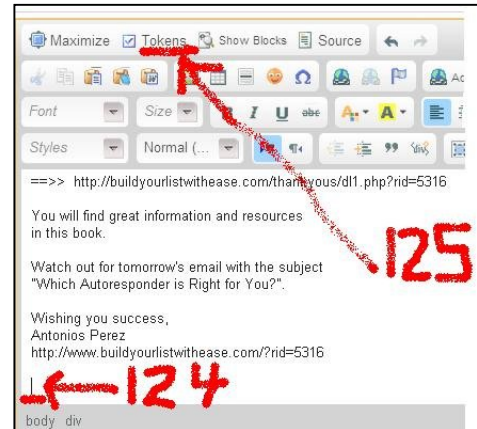 Maximize Tokens Show Blocks Source
Font Size B I U abc A A
Styles Normal (...
==>> http://buildyourlistwithease.com/thankyous/dl1.php?rid=5316
You will find great information and resources
in this book.
Watch out for tomorrow's email with the subject
"Which Autoresponder is Right for You?".
Wishing you success,
Antonios Perez
http://www.buildyourlistwithease.com/?rid=5316
125
124
body div